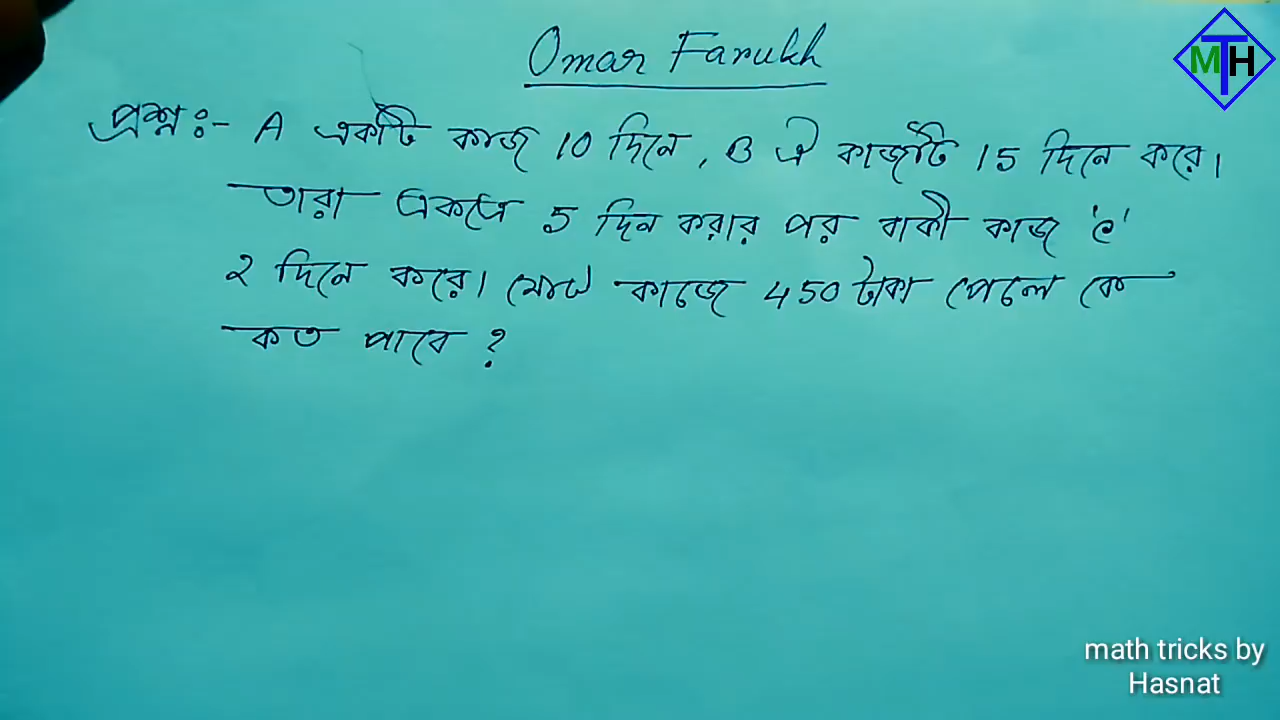 Omar Farukh
MTH
প্রশ্নঃ- A একটি কাজ 10 দিনে, B ঐ কাজটি 15 দিনে করে।
তারা একত্রে 5 দিন করার পর বাকী কাজ 'c'
২ দিনে করে। মোট কাজে 450 টাকা পেলে কে
কত পাবে ?
math tricks by
Hasnat